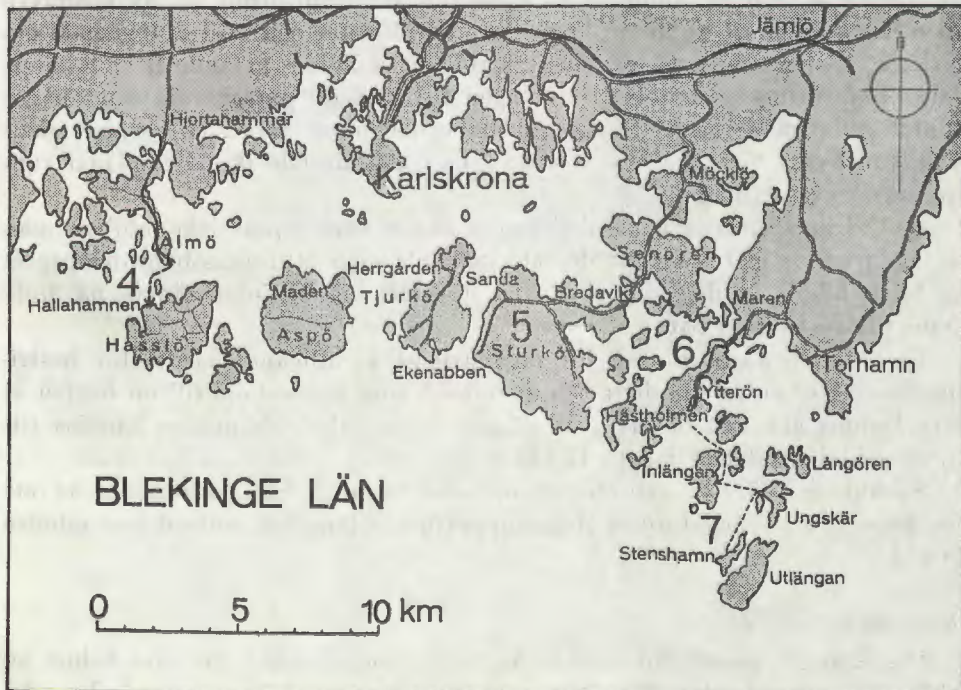 Jämjö
Hjortahammar
Karlskrona
Möcklö
Almö
4
Senoren
Herrgården
Sanda
Hallahamnen
Maden
Tjurkö
Bredavik
Maren
5
Hasslö
Aspö
Sturkö
6
Torhamn
Ekenabben
Ytterön
Hästholmen
Inlängan
Långören
BLEKINGE LÄN
Ungskär
7
Stenshamn
Utlängan
0 5 10 km